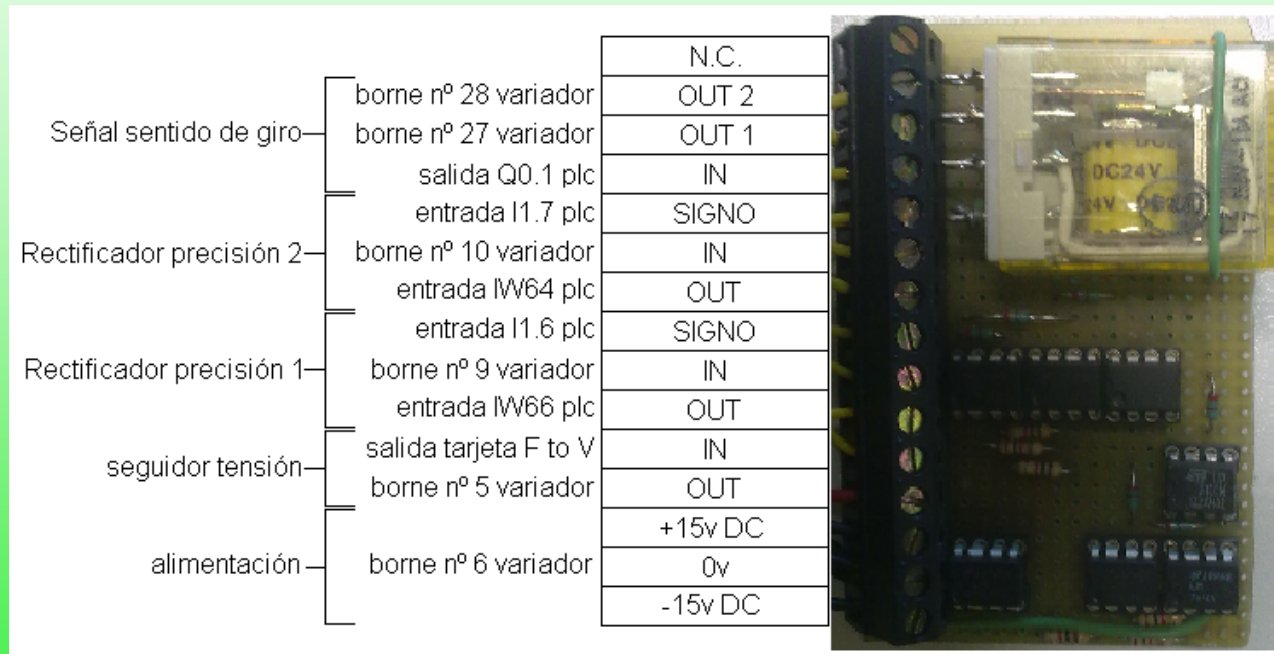 N.C.
borne nº 28 variador OUT 2
Señal sentido de giro borne nº 27 variador OUT 1
salida Q0.1 plc IN
entrada I1.7 plc SIGNO
Rectificador precisión 2 borne nº 10 variador IN
entrada IW64 plc OUT
entrada I1.6 plc SIGNO
Rectificador precisión 1 borne nº 9 variador IN
entrada IW66 plc OUT
salida tarjeta F to V IN
seguidor tensión borne nº 5 variador OUT
+15v DC
alimentación borne nº 6 variador 0v
-15v DC
DC24V